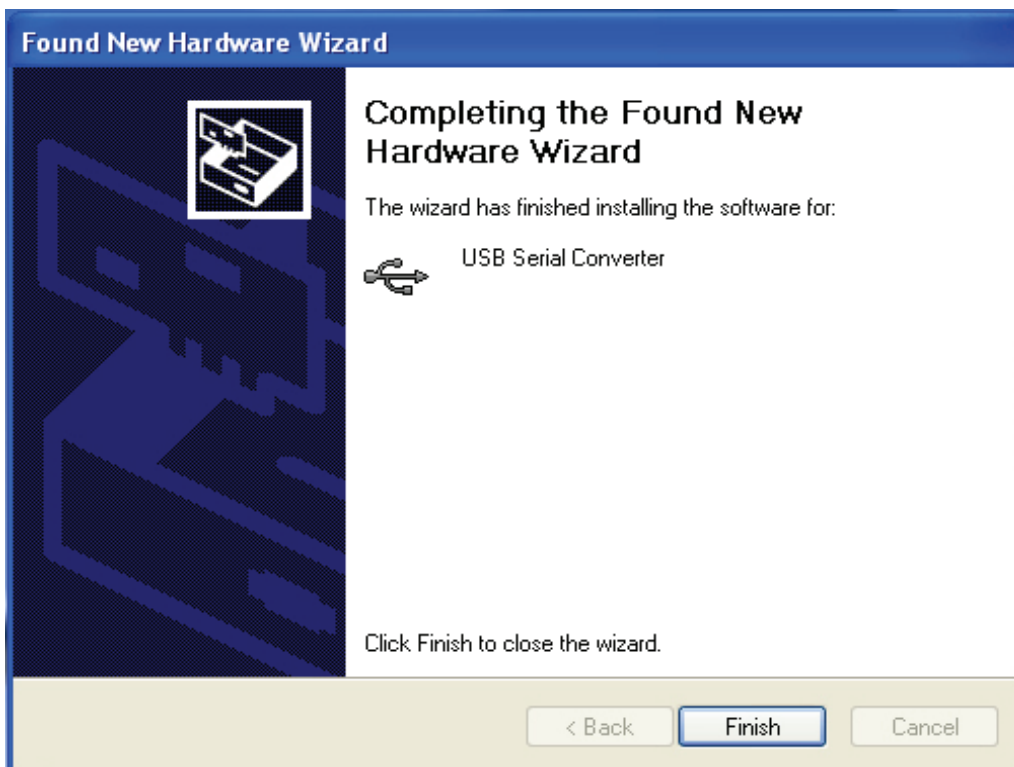 Found New Hardware Wizard
Completing the Found New
Hardware Wizard
The wizard has finished installing the software for:
USB Serial Converter
Click Finish to close the wizard.
< Back
Finish
Cancel